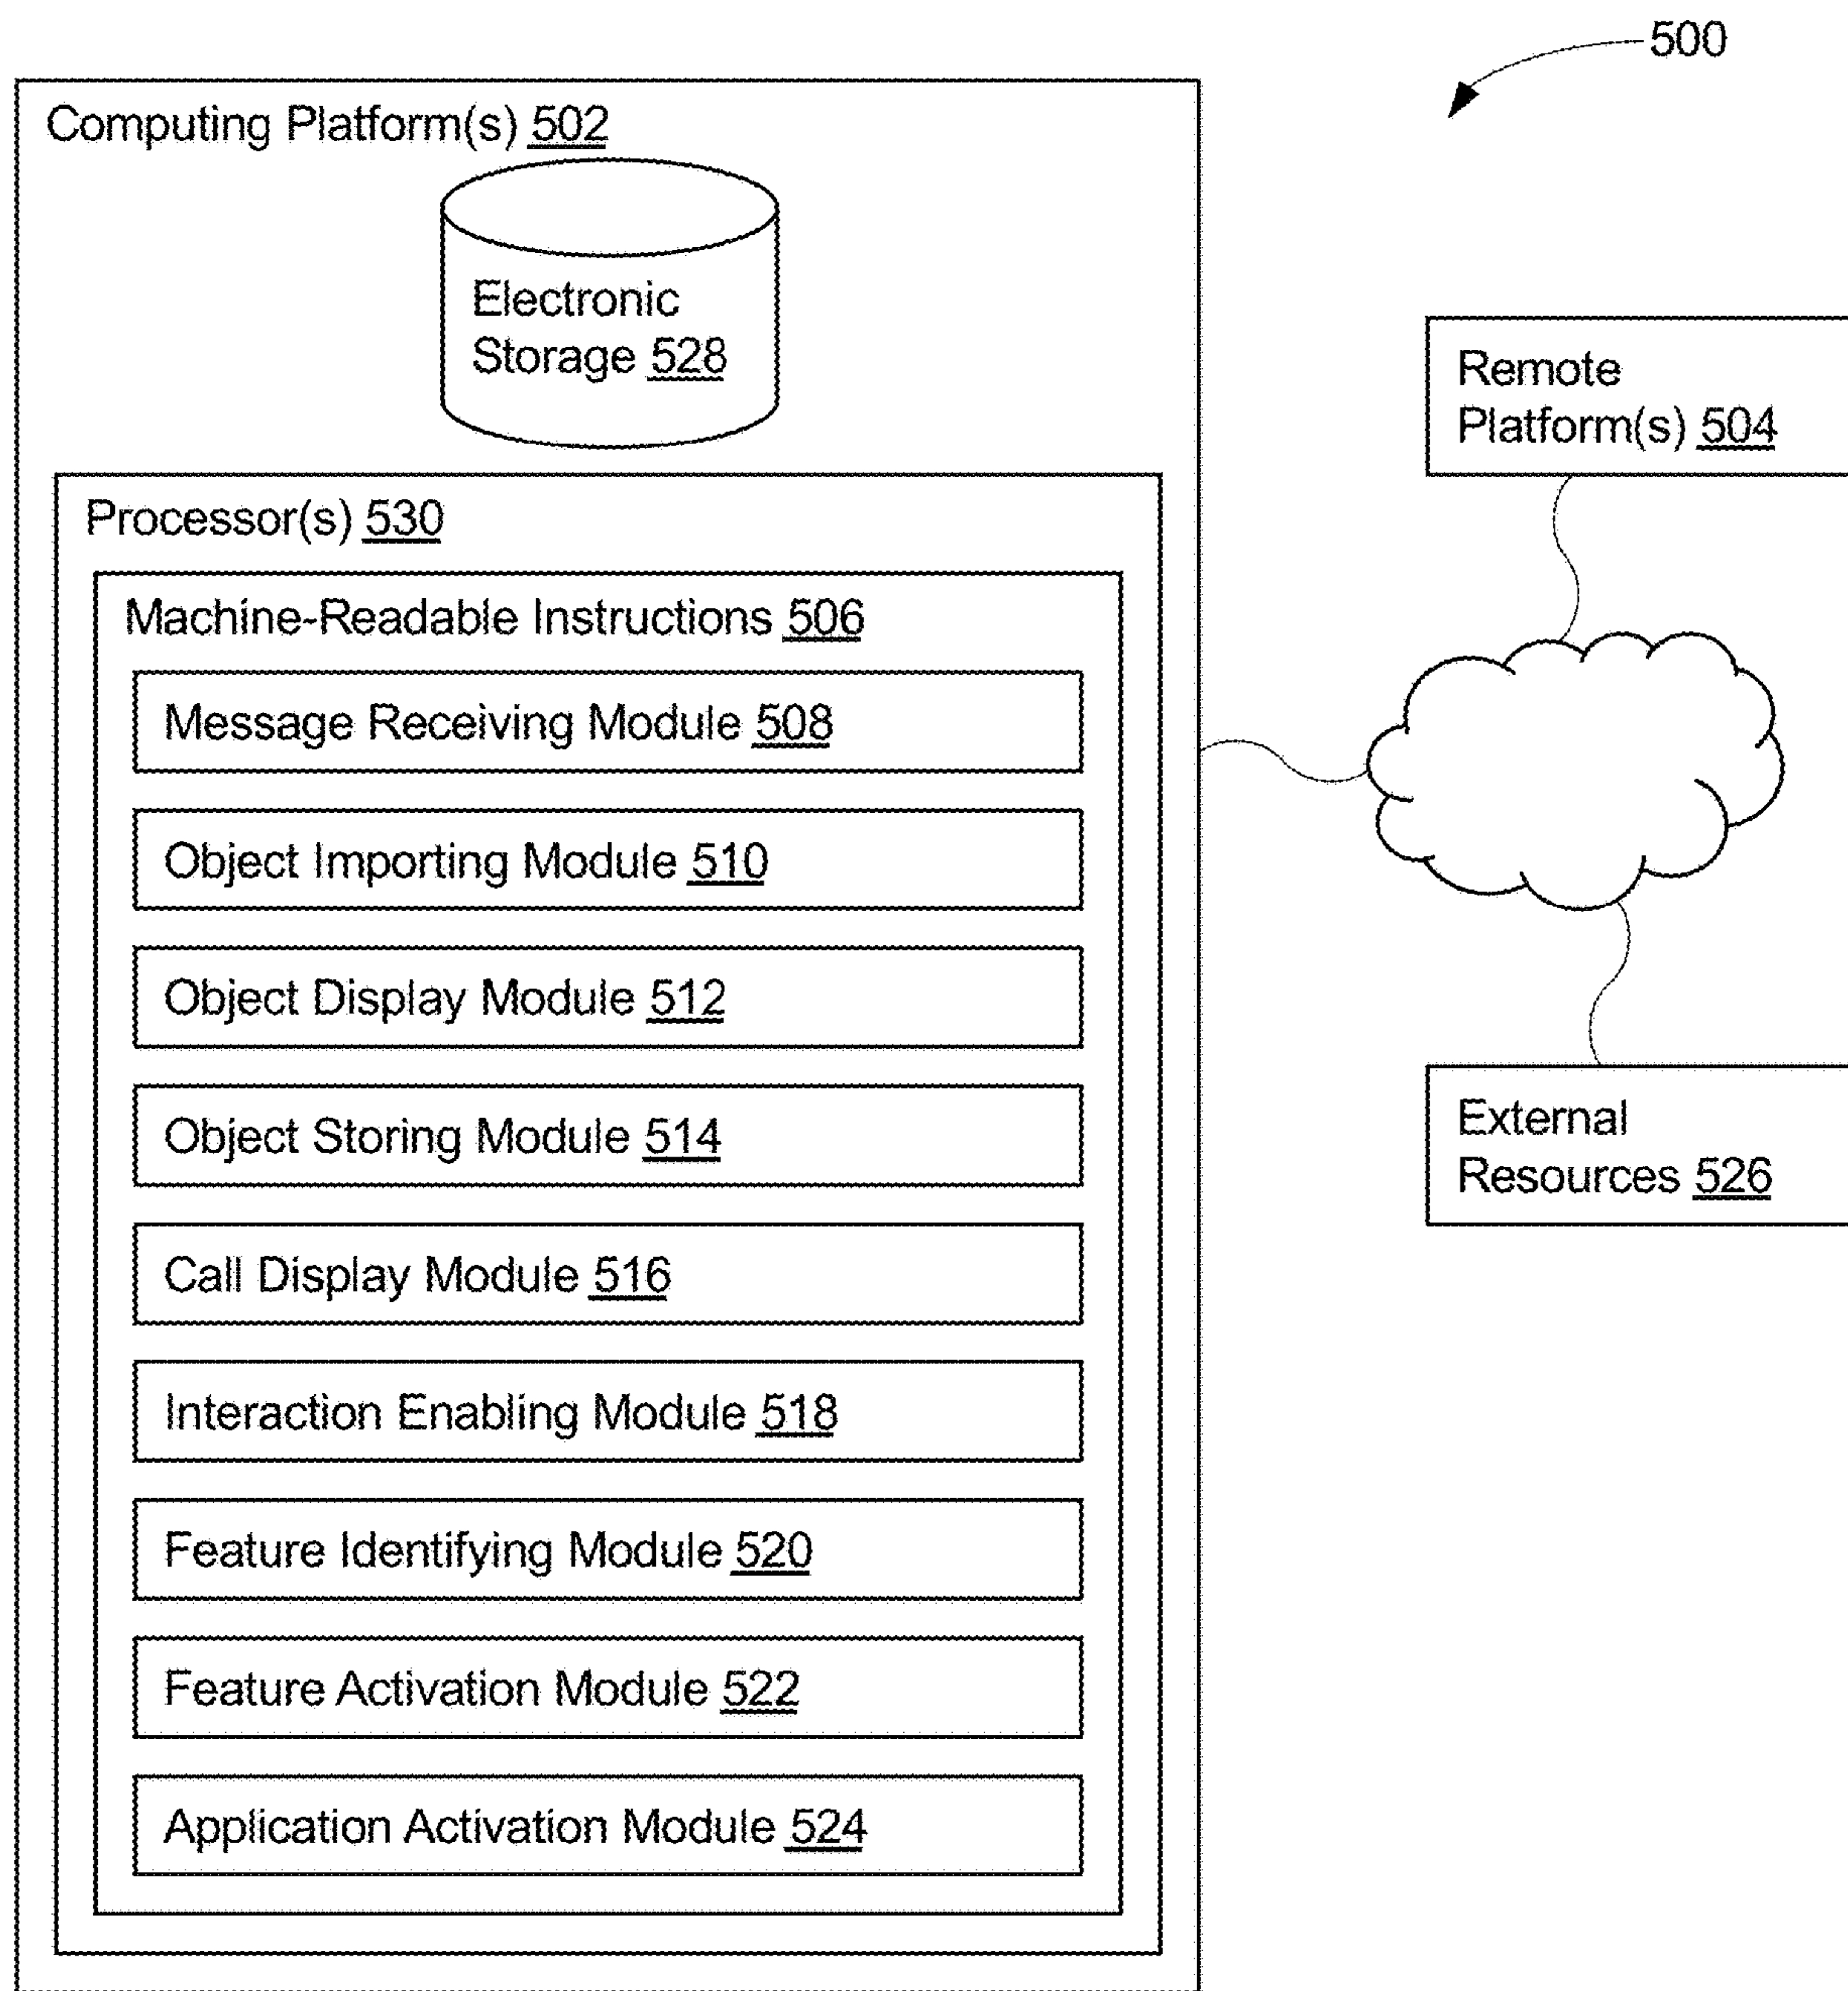 500
Computing Platform(s) 502
Electronic
Storage 528
Remote
Platform(s) 504
Processor(s) 530
Machine-Readable Instructions 506
Message Receiving Module 508
Object Importing Module 510
Object Display Module 512
Object Storing Module 514
Call Display Module 516
Interaction Enabling Module 518
Feature Identifying Module 520
Feature Activation Module 522
Application Activation Module 524
External
Resources 526